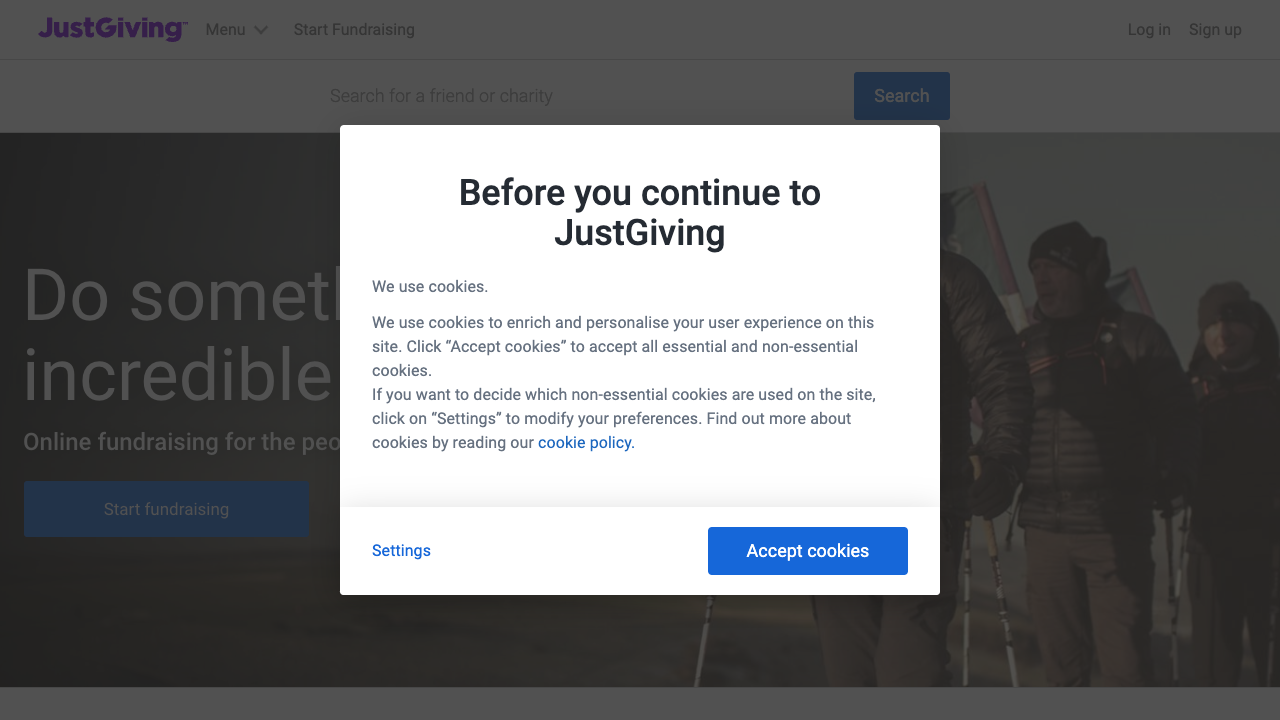 JustGiving™ Menu Start Fundraising Log in Sign up
Search for a friend or charity Search
Before you continue to
JustGiving
We use cookies.
We use cookies to enrich and personalise your user experience on this
site. Click “Accept cookies” to accept all essential and non-essential
cookies.
If you want to decide which non-essential cookies are used on the site,
click on “Settings” to modify your preferences. Find out more about
cookies by reading our cookie policy.
Settings Accept cookies
Do someth
incredible
Online fundraising for the peo
Start fundraising